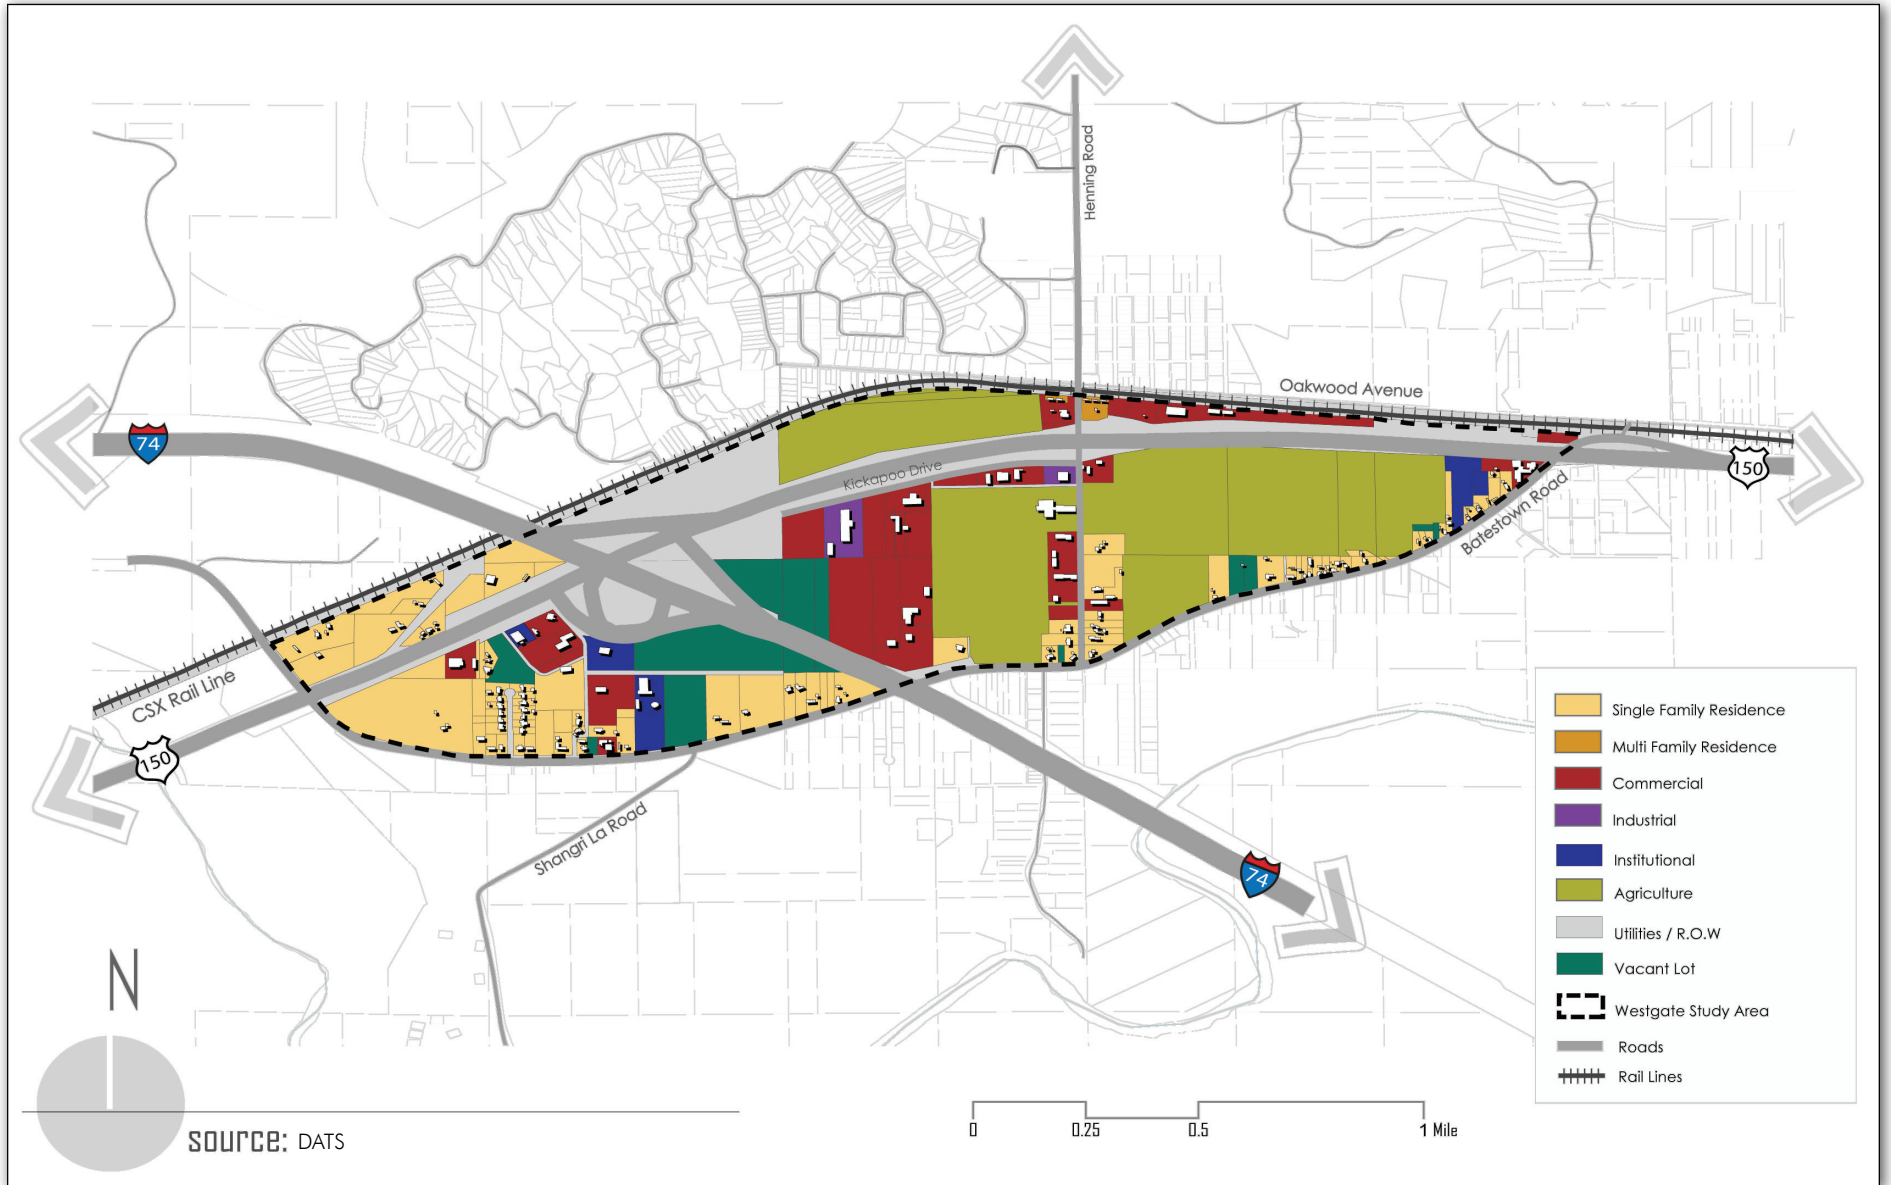 Henning Road
Oakwood Avenue
74
Kickapoo Drive
150
Batestown Road
CSX Rail Line
150
Shangri La Road
74
Single Family Residence
Multi Family Residence
Commercial
Industrial
Institutional
Agriculture
Utilities / R.O.W
Vacant Lot
Westgate Study Area
Roads
Rail Lines
N
source: DATS
0 0.25 0.5 1 Mile